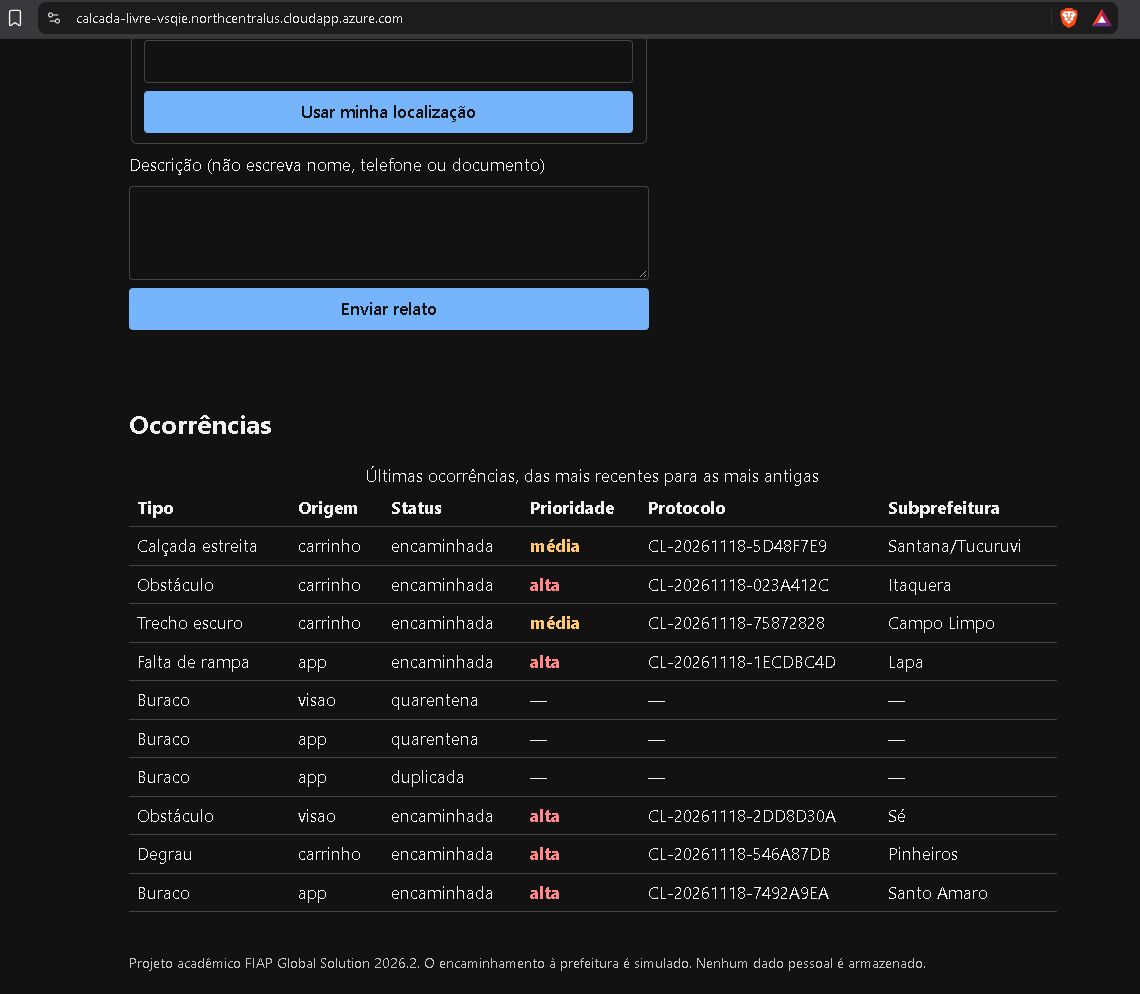 calcada-livre-vsqie.northcentralus.cloudapp.azure.com
Usar minha localização
Descrição (não escreva nome, telefone ou documento)
Enviar relato
Ocorrências
Últimas ocorrências, das mais recentes para as mais antigas
Tipo Origem Status Prioridade Protocolo Subprefeitura
Calçada estreita carrinho encaminhada média CL-20261118-5D48F7E9 Santana/Tucuruvi
Obstáculo carrinho encaminhada alta CL-20261118-023A412C Itaquera
Trecho escuro carrinho encaminhada média CL-20261118-75872828 Campo Limpo
Falta de rampa app encaminhada alta CL-20261118-1ECDBC4D Lapa
Buraco visao quarentena — — —
Buraco app quarentena — — —
Buraco app duplicada — — —
Obstáculo visao encaminhada alta CL-20261118-2DD8D30A Sé
Degrau carrinho encaminhada alta CL-20261118-546A87DB Pinheiros
Buraco app encaminhada alta CL-20261118-7492A9EA Santo Amaro
Projeto acadêmico FIAP Global Solution 2026.2. O encaminhamento à prefeitura é simulado. Nenhum dado pessoal é armazenado.